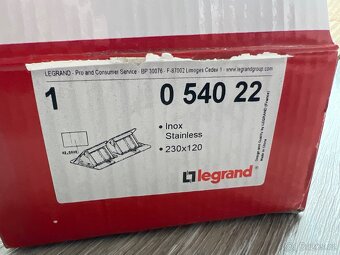 LEGRAND - Pro and Consumer Service - BP 30076 - F-87002 Limoges Cedex 1 - www.legrandgroup.com
1
0 540 22
• Inox
Stainless
• 230x120
legrand